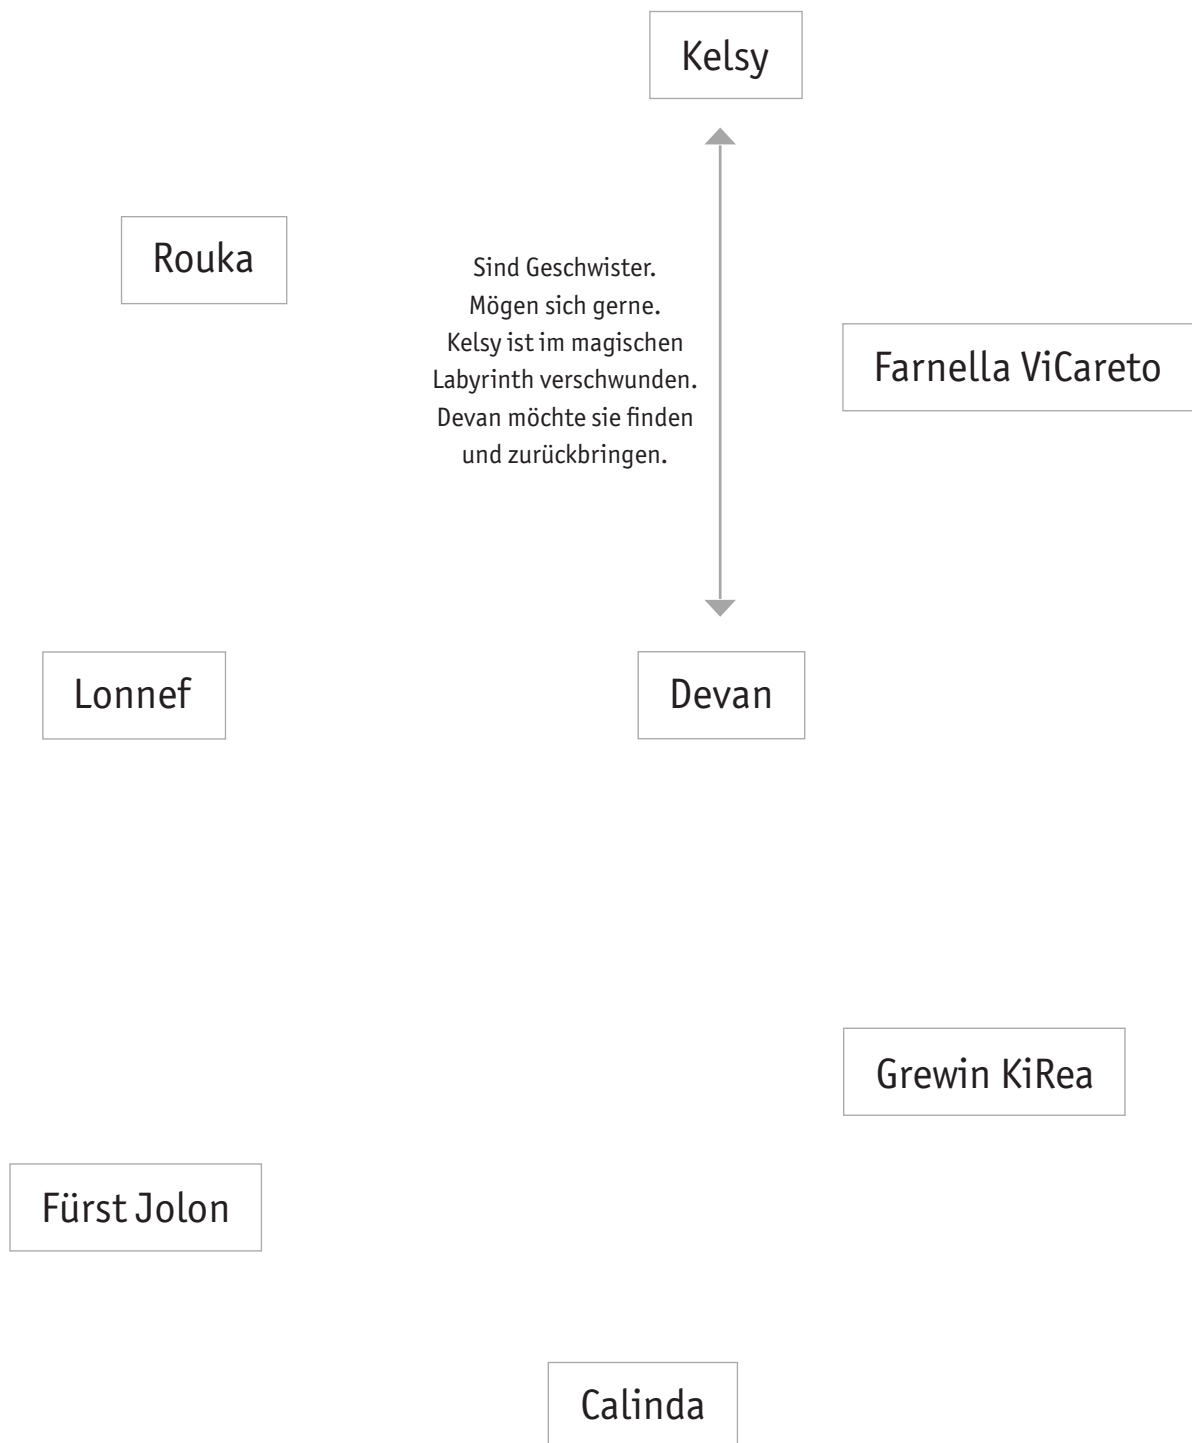 Kelsy
Rouka
Sind Geschwister.
Mögen sich gerne.
Kelsy ist im magischen
Labyrinth verschwunden.
Devan möchte sie finden
und zurückbringen.
Farnella ViCareto
Lonnef
Devan
Grewin KiRea
Fürst Jolon
Calinda